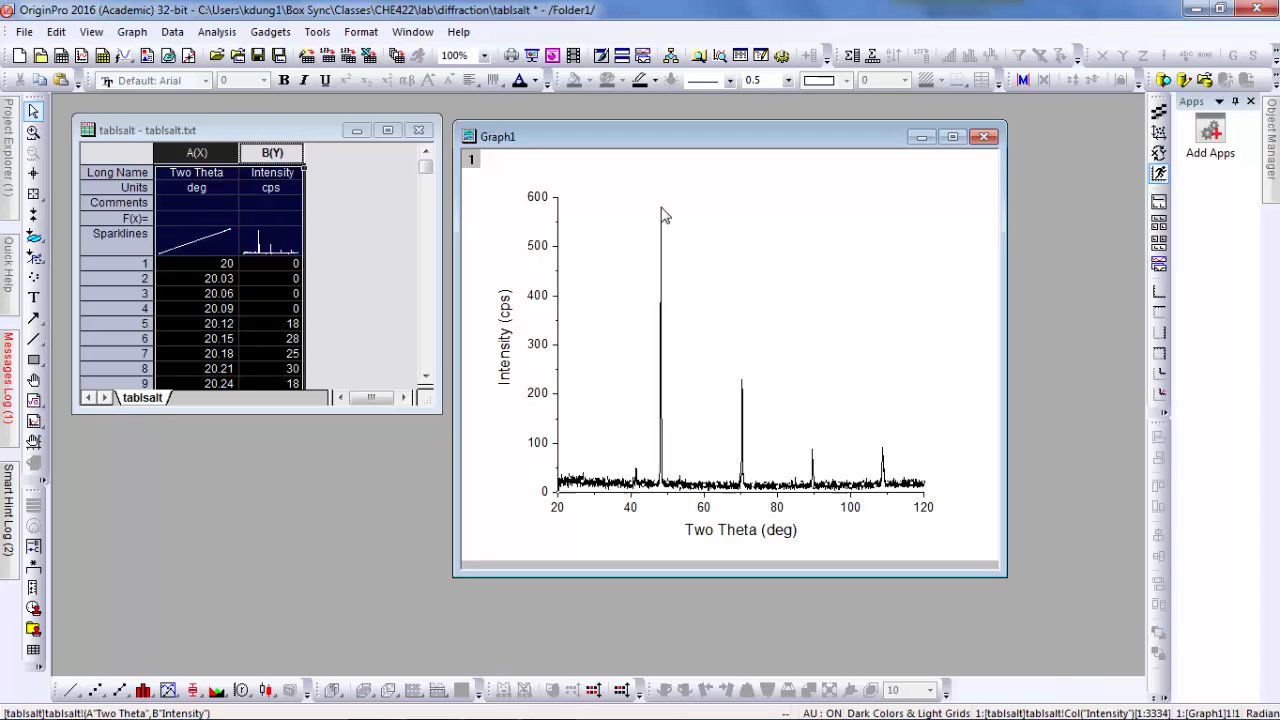 OriginPro 2016 (Academic) 32-bit - C:\Users\kdung1\Box Sync\Classes\CHE422\lab\diffraction\tablsalt * - /Folder1/
File Edit View Graph Data Analysis Gadgets Tools Format Window Help
100%
Default: Arial 0 B I U 0.5 0
Project Explorer (1)
Quick Help
Messages Log (1)
Smart Hint Log (2)
tablsalt - tablsalt.txt
A(X) B(Y)
Long Name Two Theta Intensity
Units deg cps
Comments
F(x)=
Sparklines
1 20 0
2 20.03 0
3 20.06 0
4 20.09 0
5 20.12 18
6 20.15 28
7 20.18 25
8 20.21 30
9 20.24 18
tablsalt
Graph1
1
600
500
400
300
200
100
0
20 40 60 80 100 120
Intensity (cps)
Two Theta (deg)
Apps
Add Apps
Object Manager
10
[tablsalt]tablsalt!(A"Two Theta",B"Intensity") -- AU : ON Dark Colors & Light Grids 1:[tablsalt]tablsalt!Col("Intensity")[1:3334] 1:[Graph1]1!1 Radian